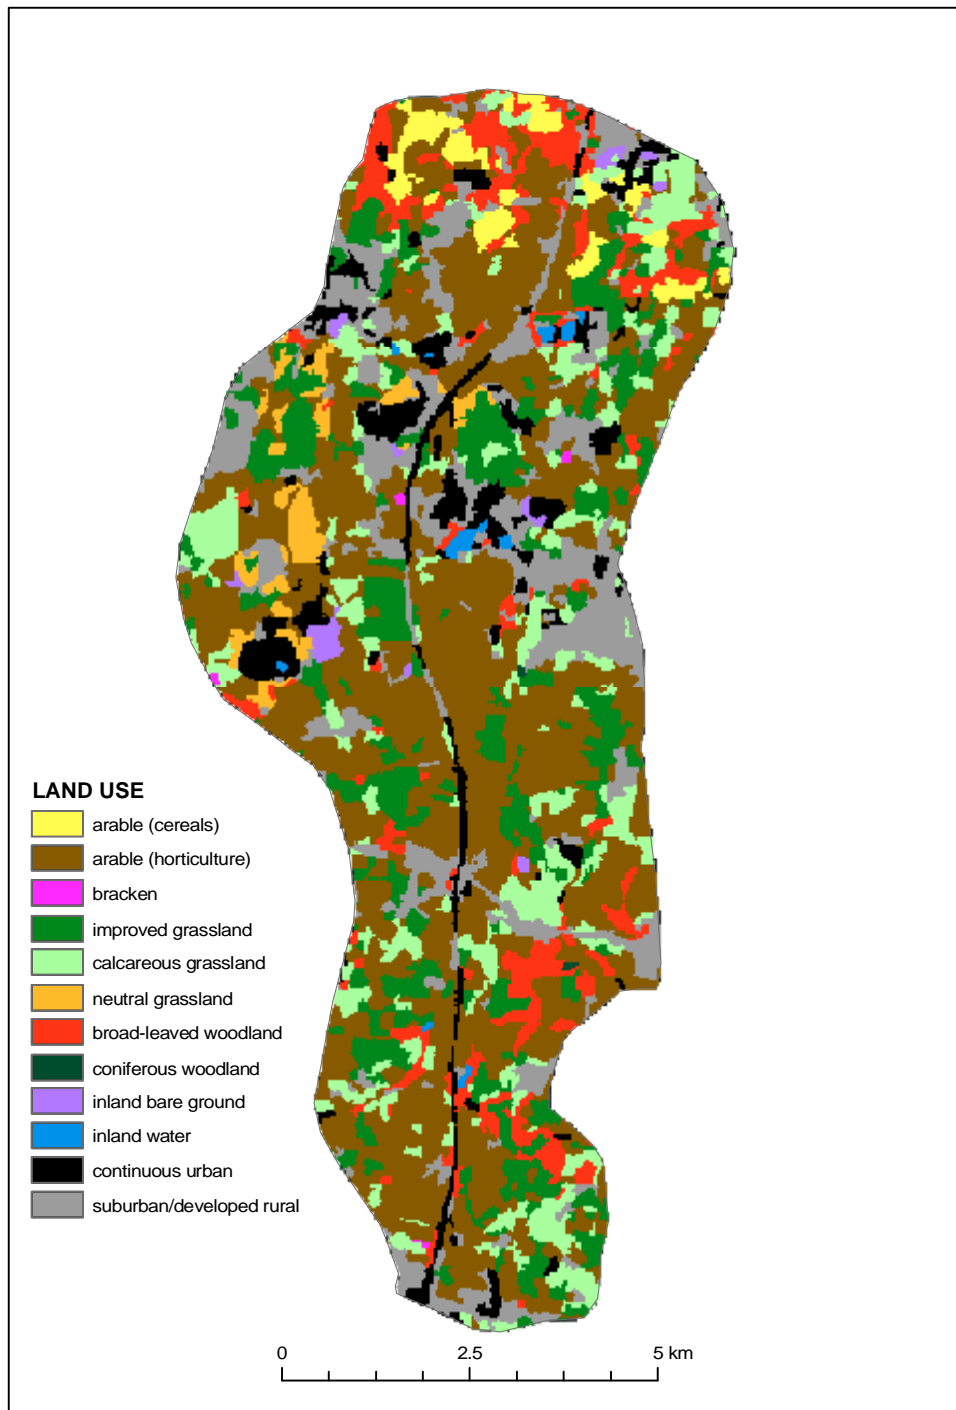 LAND USE
arable (cereals)
arable (horticulture)
bracken
improved grassland
calcareous grassland
neutral grassland
broad-leaved woodland
coniferous woodland
inland bare ground
inland water
continuous urban
suburban/developed rural
0 2.5 5 km